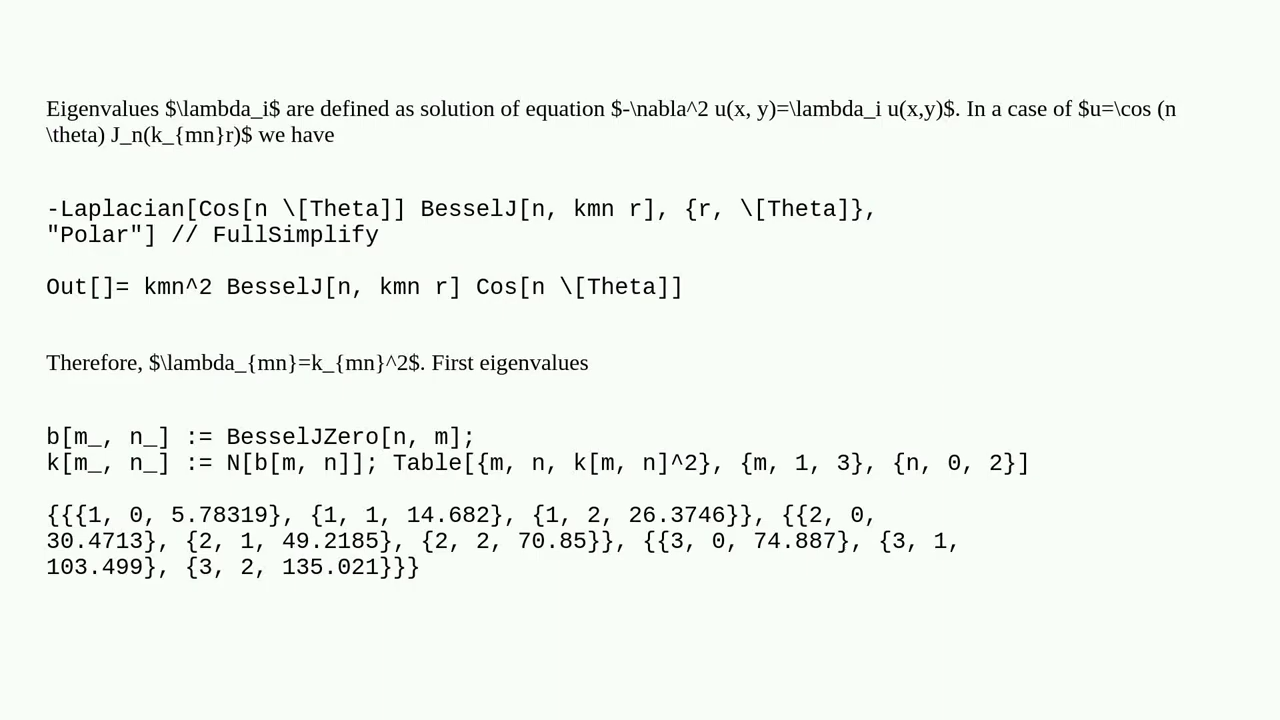 Eigenvalues $\lambda_i$ are defined as solution of equation $-\nabla^2 u(x, y)=\lambda_i u(x,y)$. In a case of $u=\cos (n
\theta) J_n(k_{mn}r)$ we have
-Laplacian[Cos[n \[Theta]] BesselJ[n, kmn r], {r, \[Theta]},
"Polar"] // FullSimplify
Out[]= kmn^2 BesselJ[n, kmn r] Cos[n \[Theta]]
Therefore, $\lambda_{mn}=k_{mn}^2$. First eigenvalues
b[m_, n_] := BesselJZero[n, m];
k[m_, n_] := N[b[m, n]]; Table[{m, n, k[m, n]^2}, {m, 1, 3}, {n, 0, 2}]
{{{1, 0, 5.78319}, {1, 1, 14.682}, {1, 2, 26.3746}}, {{2, 0,
30.4713}, {2, 1, 49.2185}, {2, 2, 70.85}}, {{3, 0, 74.887}, {3, 1,
103.499}, {3, 2, 135.021}}}